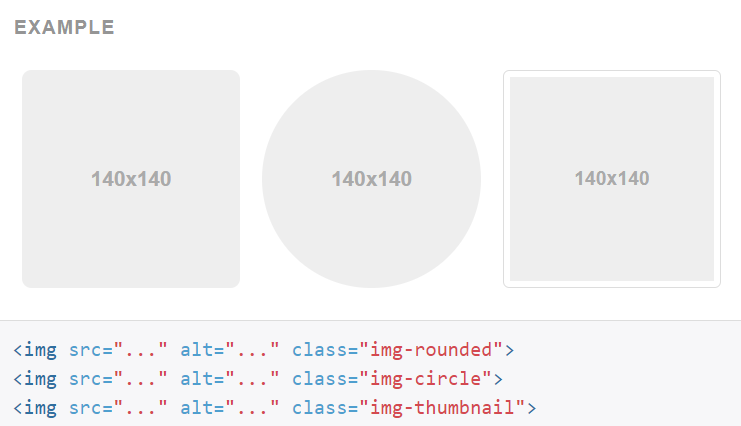 EXAMPLE
140x140 140x140 140x140
<img src="..." alt="..." class="img-rounded">
<img src="..." alt="..." class="img-circle">
<img src="..." alt="..." class="img-thumbnail">